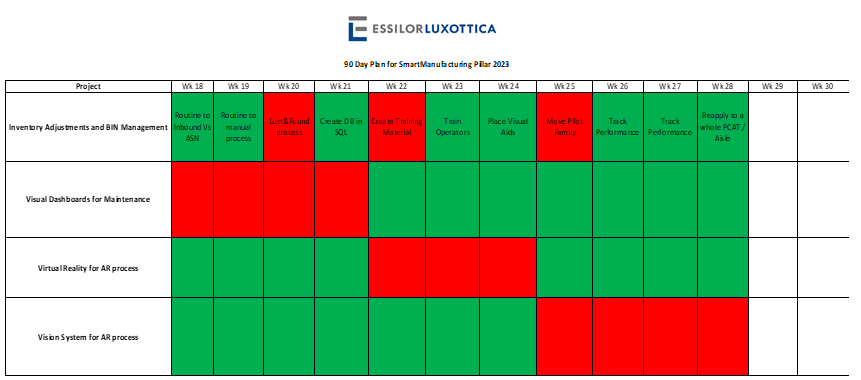 ESSILORLUXOTTICA
90 Day Plan for SmartManufacturing Pillar 2023
Project Wk 18 Wk 19 Wk 20 Wk 21 Wk 22 Wk 23 Wk 24 Wk 25 Wk 26 Wk 27 Wk 28 Wk 29 Wk 30
Inventory Adjustments and BIN Management
Routine to
Inbound Vs
ASN
Routine to
manual
process
Lost&Found
process
Create DB in
SQL
Create Training
Material
Train
Operators
Place Visual
Aids
Move Pilot
Family
Track
Performance
Track
Performance
Reapply to a
whole PCAT /
Aisle
Visual Dashboards for Maintenance
Virtual Reality for AR process
Vision System for AR process